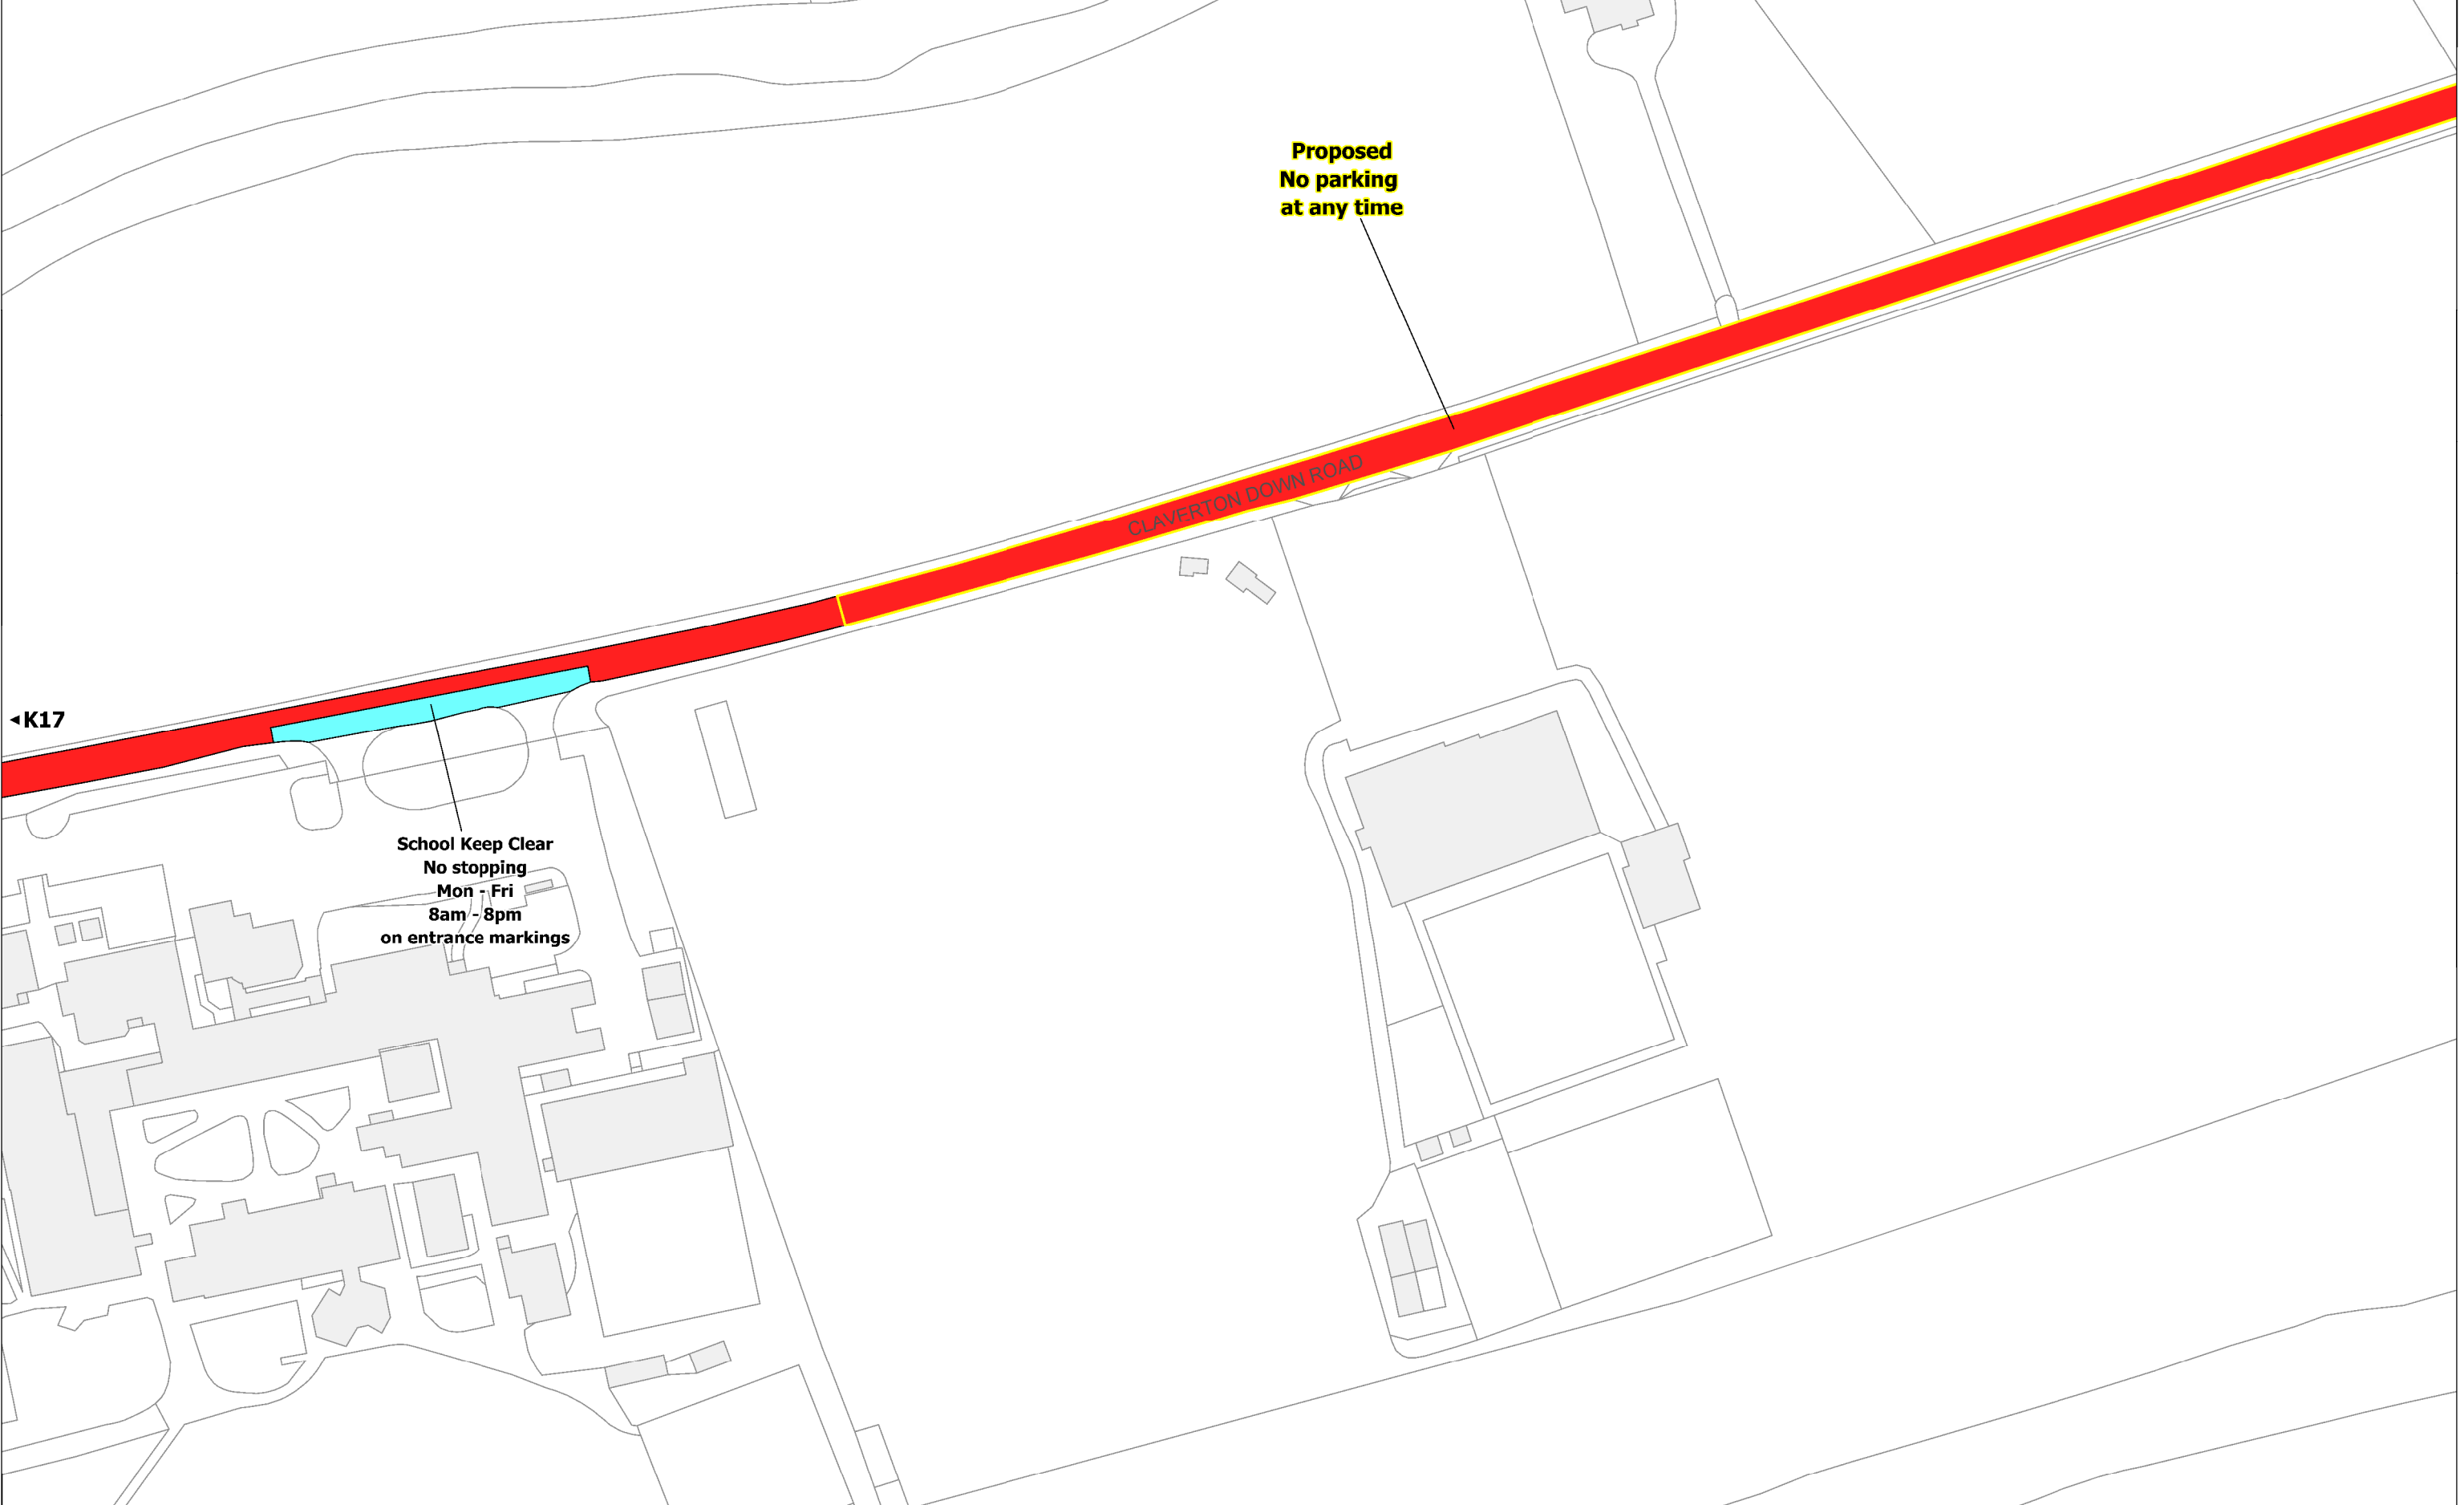 Proposed
No parking
at any time
CLAVERTON DOWN ROAD
◄K17
School Keep Clear
No stopping
Mon - Fri
8am - 8pm
on entrance markings